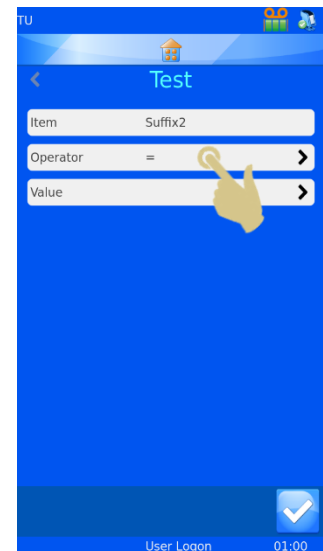 TU
Test
Item Suffix2
Operator =
Value
User Logon 01:00